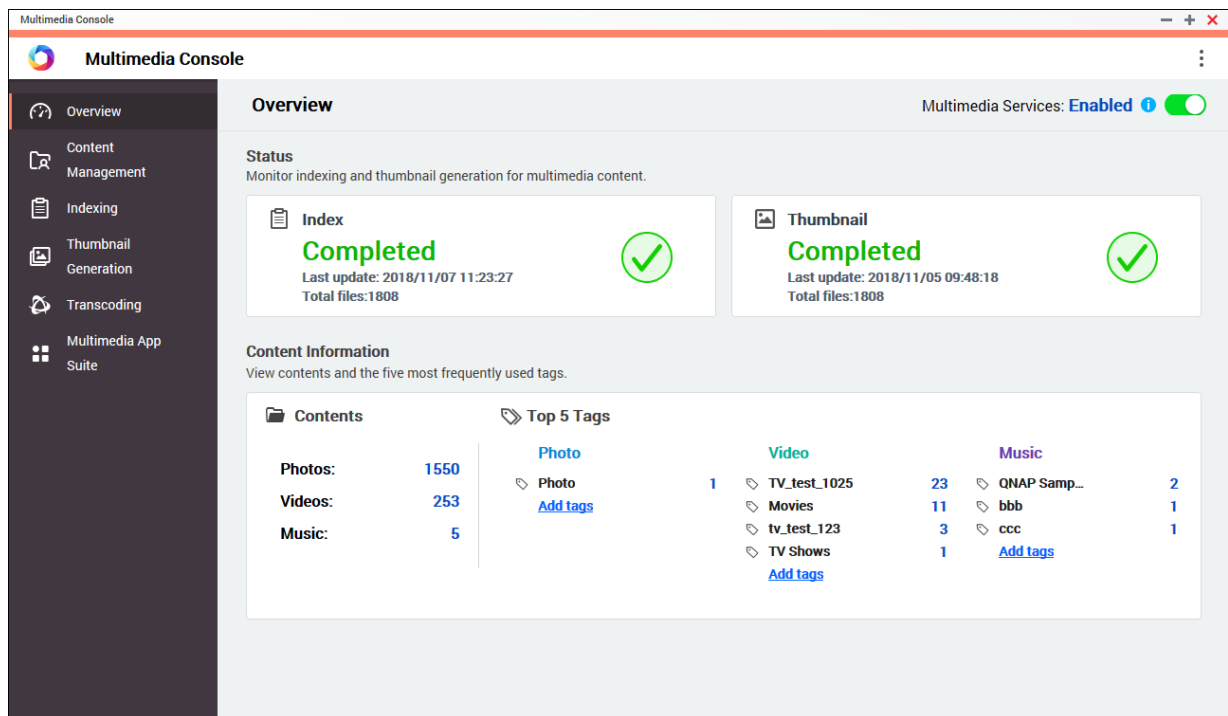 Multimedia Console
Multimedia Console
Overview
Content
Management
Indexing
Thumbnail
Generation
Transcoding
Multimedia App
Suite
Overview
Multimedia Services: Enabled
Status
Monitor indexing and thumbnail generation for multimedia content.
Index
Completed
Last update: 2018/11/07 11:23:27
Total files:1808
Thumbnail
Completed
Last update: 2018/11/05 09:48:18
Total files:1808
Content Information
View contents and the five most frequently used tags.
Contents
Photos: 1550
Videos: 253
Music: 5
Top 5 Tags
Photo
Photo 1
Add tags
Video
TV_test_1025 23
Movies 11
tv_test_123 3
TV Shows 1
Add tags
Music
QNAP Samp... 2
bbb 1
ccc 1
Add tags